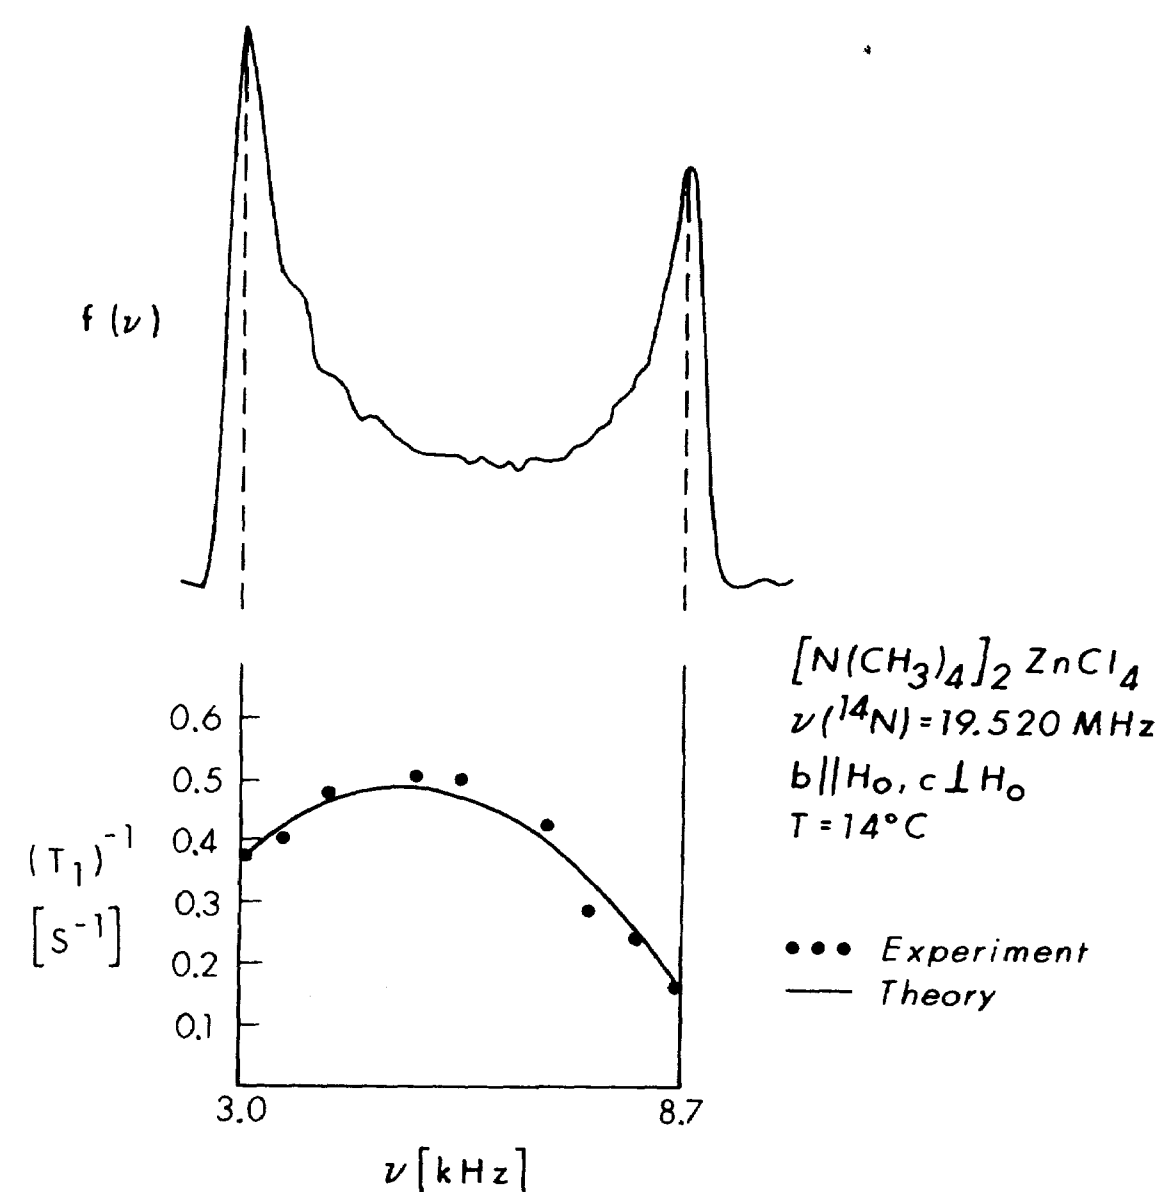 f (ν)
[N(CH₃)₄]₂ ZnCl₄
ν(¹⁴N) = 19.520 MHz
b||H₀, c⊥H₀
T = 14°C
0.6
0.5
0.4
0.3
0.2
0.1
(T₁)⁻¹
[S⁻¹]
••• Experiment
— Theory
3.0
8.7
ν [kHz]